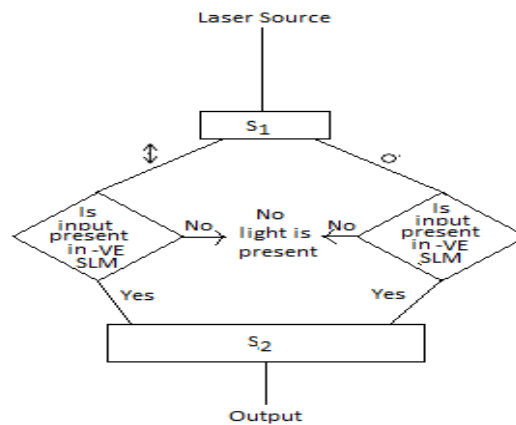 Laser Source
S1
Is
input
present
in -VE
SLM
No
No
light is
present
No
Is
input
present
in -VE
SLM
Yes
Yes
S2
Output